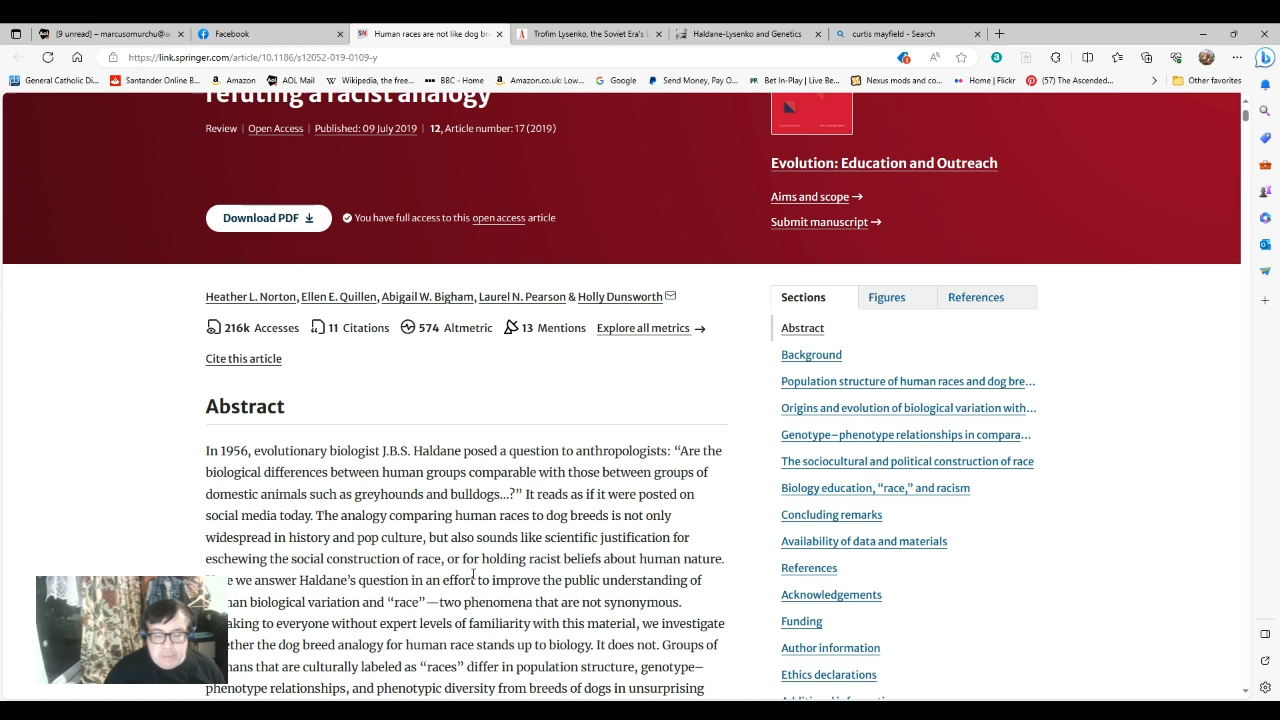 (9 unread) – marcusomurchu@a
Facebook
Human races are not like dog bre
Trofim Lysenko, the Soviet Era's D
Haldane-Lysenko and Genetics
curtis mayfield - Search
https://link.springer.com/article/10.1186/s12052-019-0109-y
General Catholic Di...
Santander Online B...
Amazon
AOL Mail
Wikipedia, the free...
BBC - Home
Amazon.co.uk: Low...
Google
Send Money, Pay O...
Bet In-Play | Live Be...
Nexus mods and co...
Home | Flickr
(57) The Ascended...
Other favorites
refuting a racist analogy
Review | Open Access | Published: 09 July 2019 | 12, Article number: 17 (2019)
Download PDF
You have full access to this open access article
Evolution: Education and Outreach
Aims and scope →
Submit manuscript →
Heather L. Norton, Ellen E. Quillen, Abigail W. Bigham, Laurel N. Pearson & Holly Dunsworth
216k Accesses
11 Citations
574 Altmetric
13 Mentions
Explore all metrics →
Cite this article
Abstract
In 1956, evolutionary biologist J.B.S. Haldane posed a question to anthropologists: “Are the
biological differences between human groups comparable with those between groups of
domestic animals such as greyhounds and bulldogs…?” It reads as if it were posted on
social media today. The analogy comparing human races to dog breeds is not only
widespread in history and pop culture, but also sounds like scientific justification for
eschewing the social construction of race, or for holding racist beliefs about human nature.
we answer Haldane’s question in an effort to improve the public understanding of
an biological variation and “race”—two phenomena that are not synonymous.
aking to everyone without expert levels of familiarity with this material, we investigate
ether the dog breed analogy for human race stands up to biology. It does not. Groups of
ans that are culturally labeled as “races” differ in population structure, genotype–
phenotype relationships, and phenotypic diversity from breeds of dogs in unsurprising
Sections
Figures
References
Abstract
Background
Population structure of human races and dog bre...
Origins and evolution of biological variation with...
Genotype–phenotype relationships in compara...
The sociocultural and political construction of race
Biology education, “race,” and racism
Concluding remarks
Availability of data and materials
References
Acknowledgements
Funding
Author information
Ethics declarations